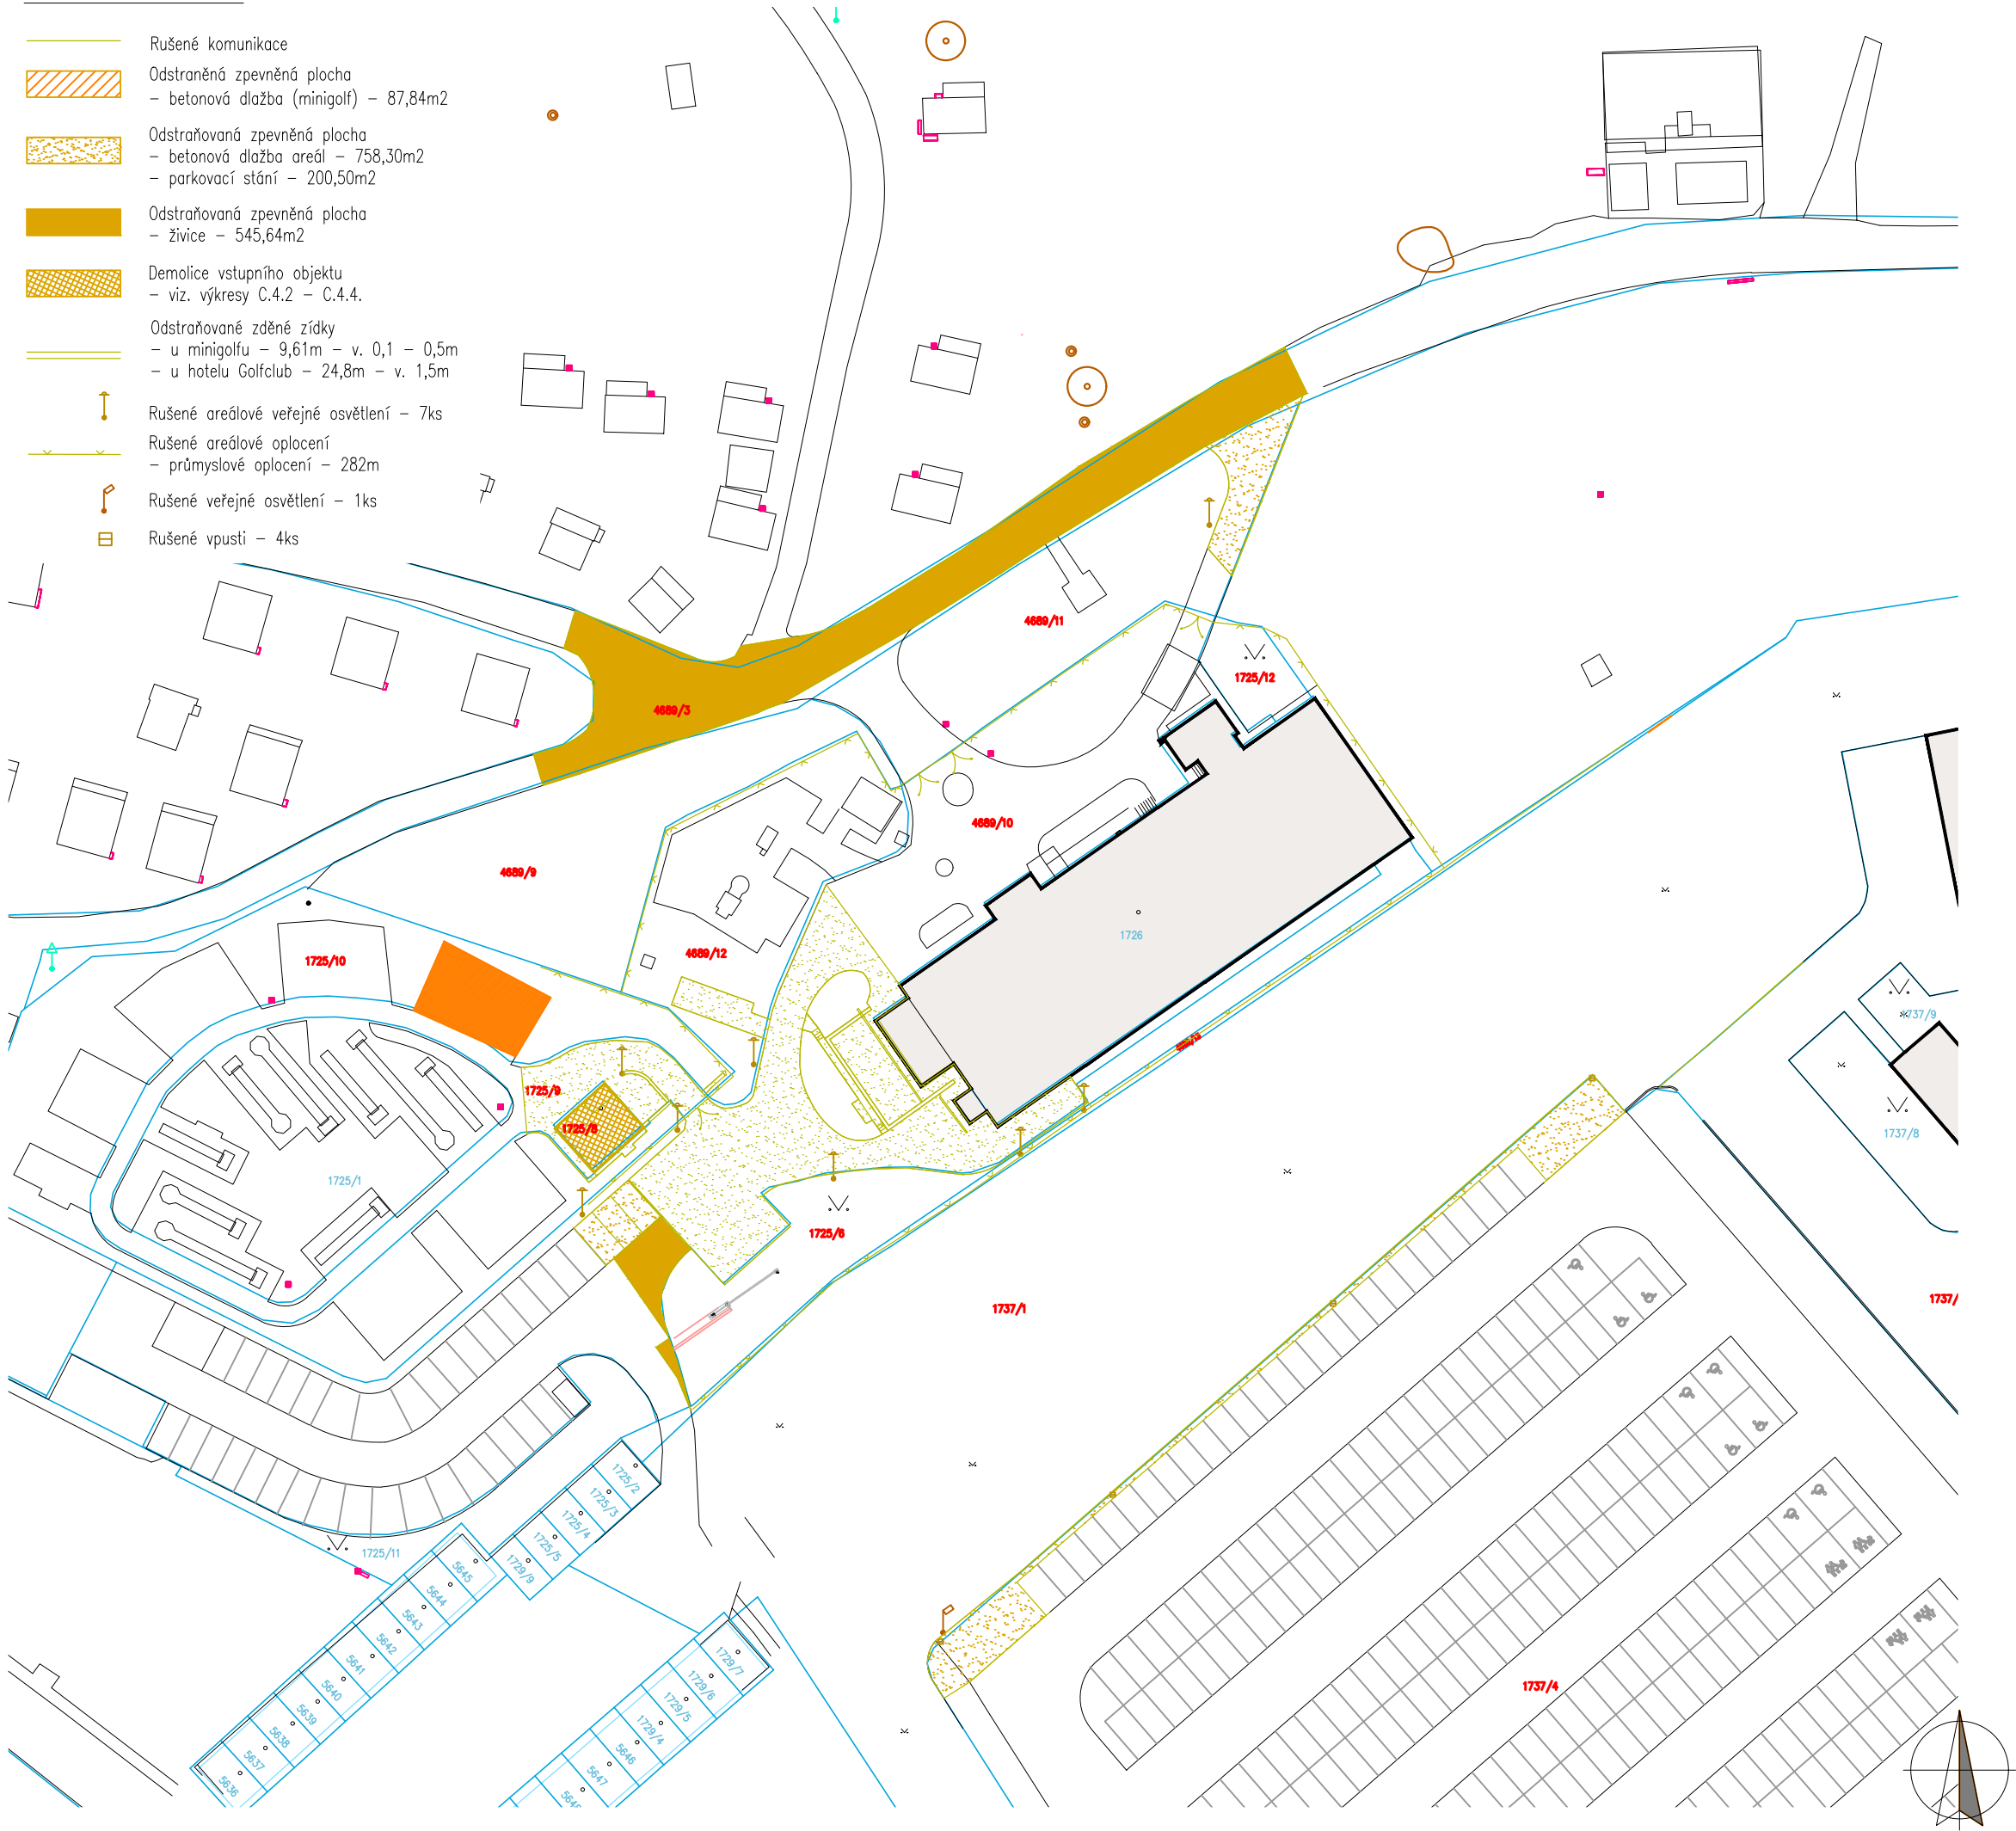 Rušené komunikace
Odstraněná zpevněná plocha
– betonová dlažba (minigolf) – 87,84m2
Odstraňovaná zpevněná plocha
– betonová dlažba areál – 758,30m2
– parkovací stání – 200,50m2
Odstraňovaná zpevněná plocha
– živice – 545,64m2
Demolice vstupního objektu
– viz. výkresy C.4.2 – C.4.4.
Odstraňované zděné zídky
– u minigolfu – 9,61m – v. 0,1 – 0,5m
– u hotelu Golfclub – 24,8m – v. 1,5m
Rušené areálové veřejné osvětlení – 7ks
Rušené areálové oplocení
– průmyslové oplocení – 282m
Rušené veřejné osvětlení – 1ks
Rušené vpusti – 4ks
4689/11
1725/12
4689/3
4689/10
4689/9
1726
4689/12
1725/10
1737/9
1725/9
1725/8
1737/8
1725/1
1725/6
1737/1
1737/
1725/2
1725/3
1725/4
1725/5
1729/9
1725/11
5645
5644
5643
5642
5641
5640
5639
5638
5637
5636
1729/7
1729/6
1729/5
1729/4
5646
5647
1737/4